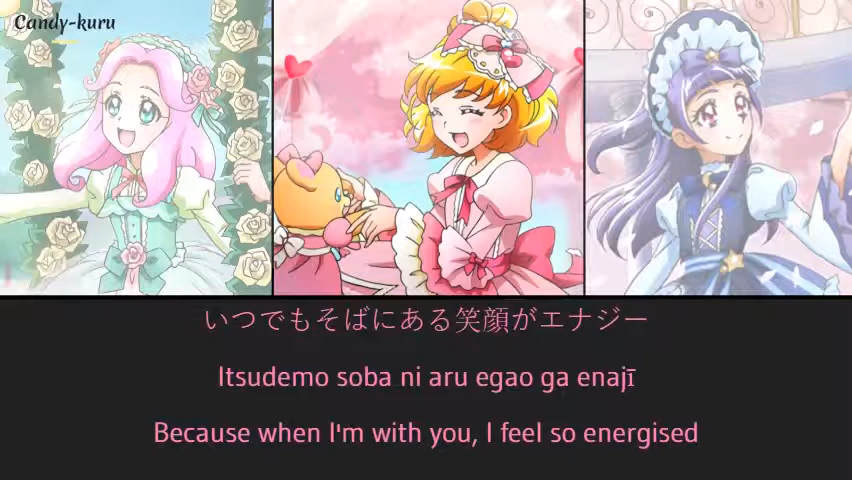 Candy-kuru
いつでもそばにある笑顔がエナジー
Itsudemo soba ni aru egao ga enajī
Because when I'm with you, I feel so energised